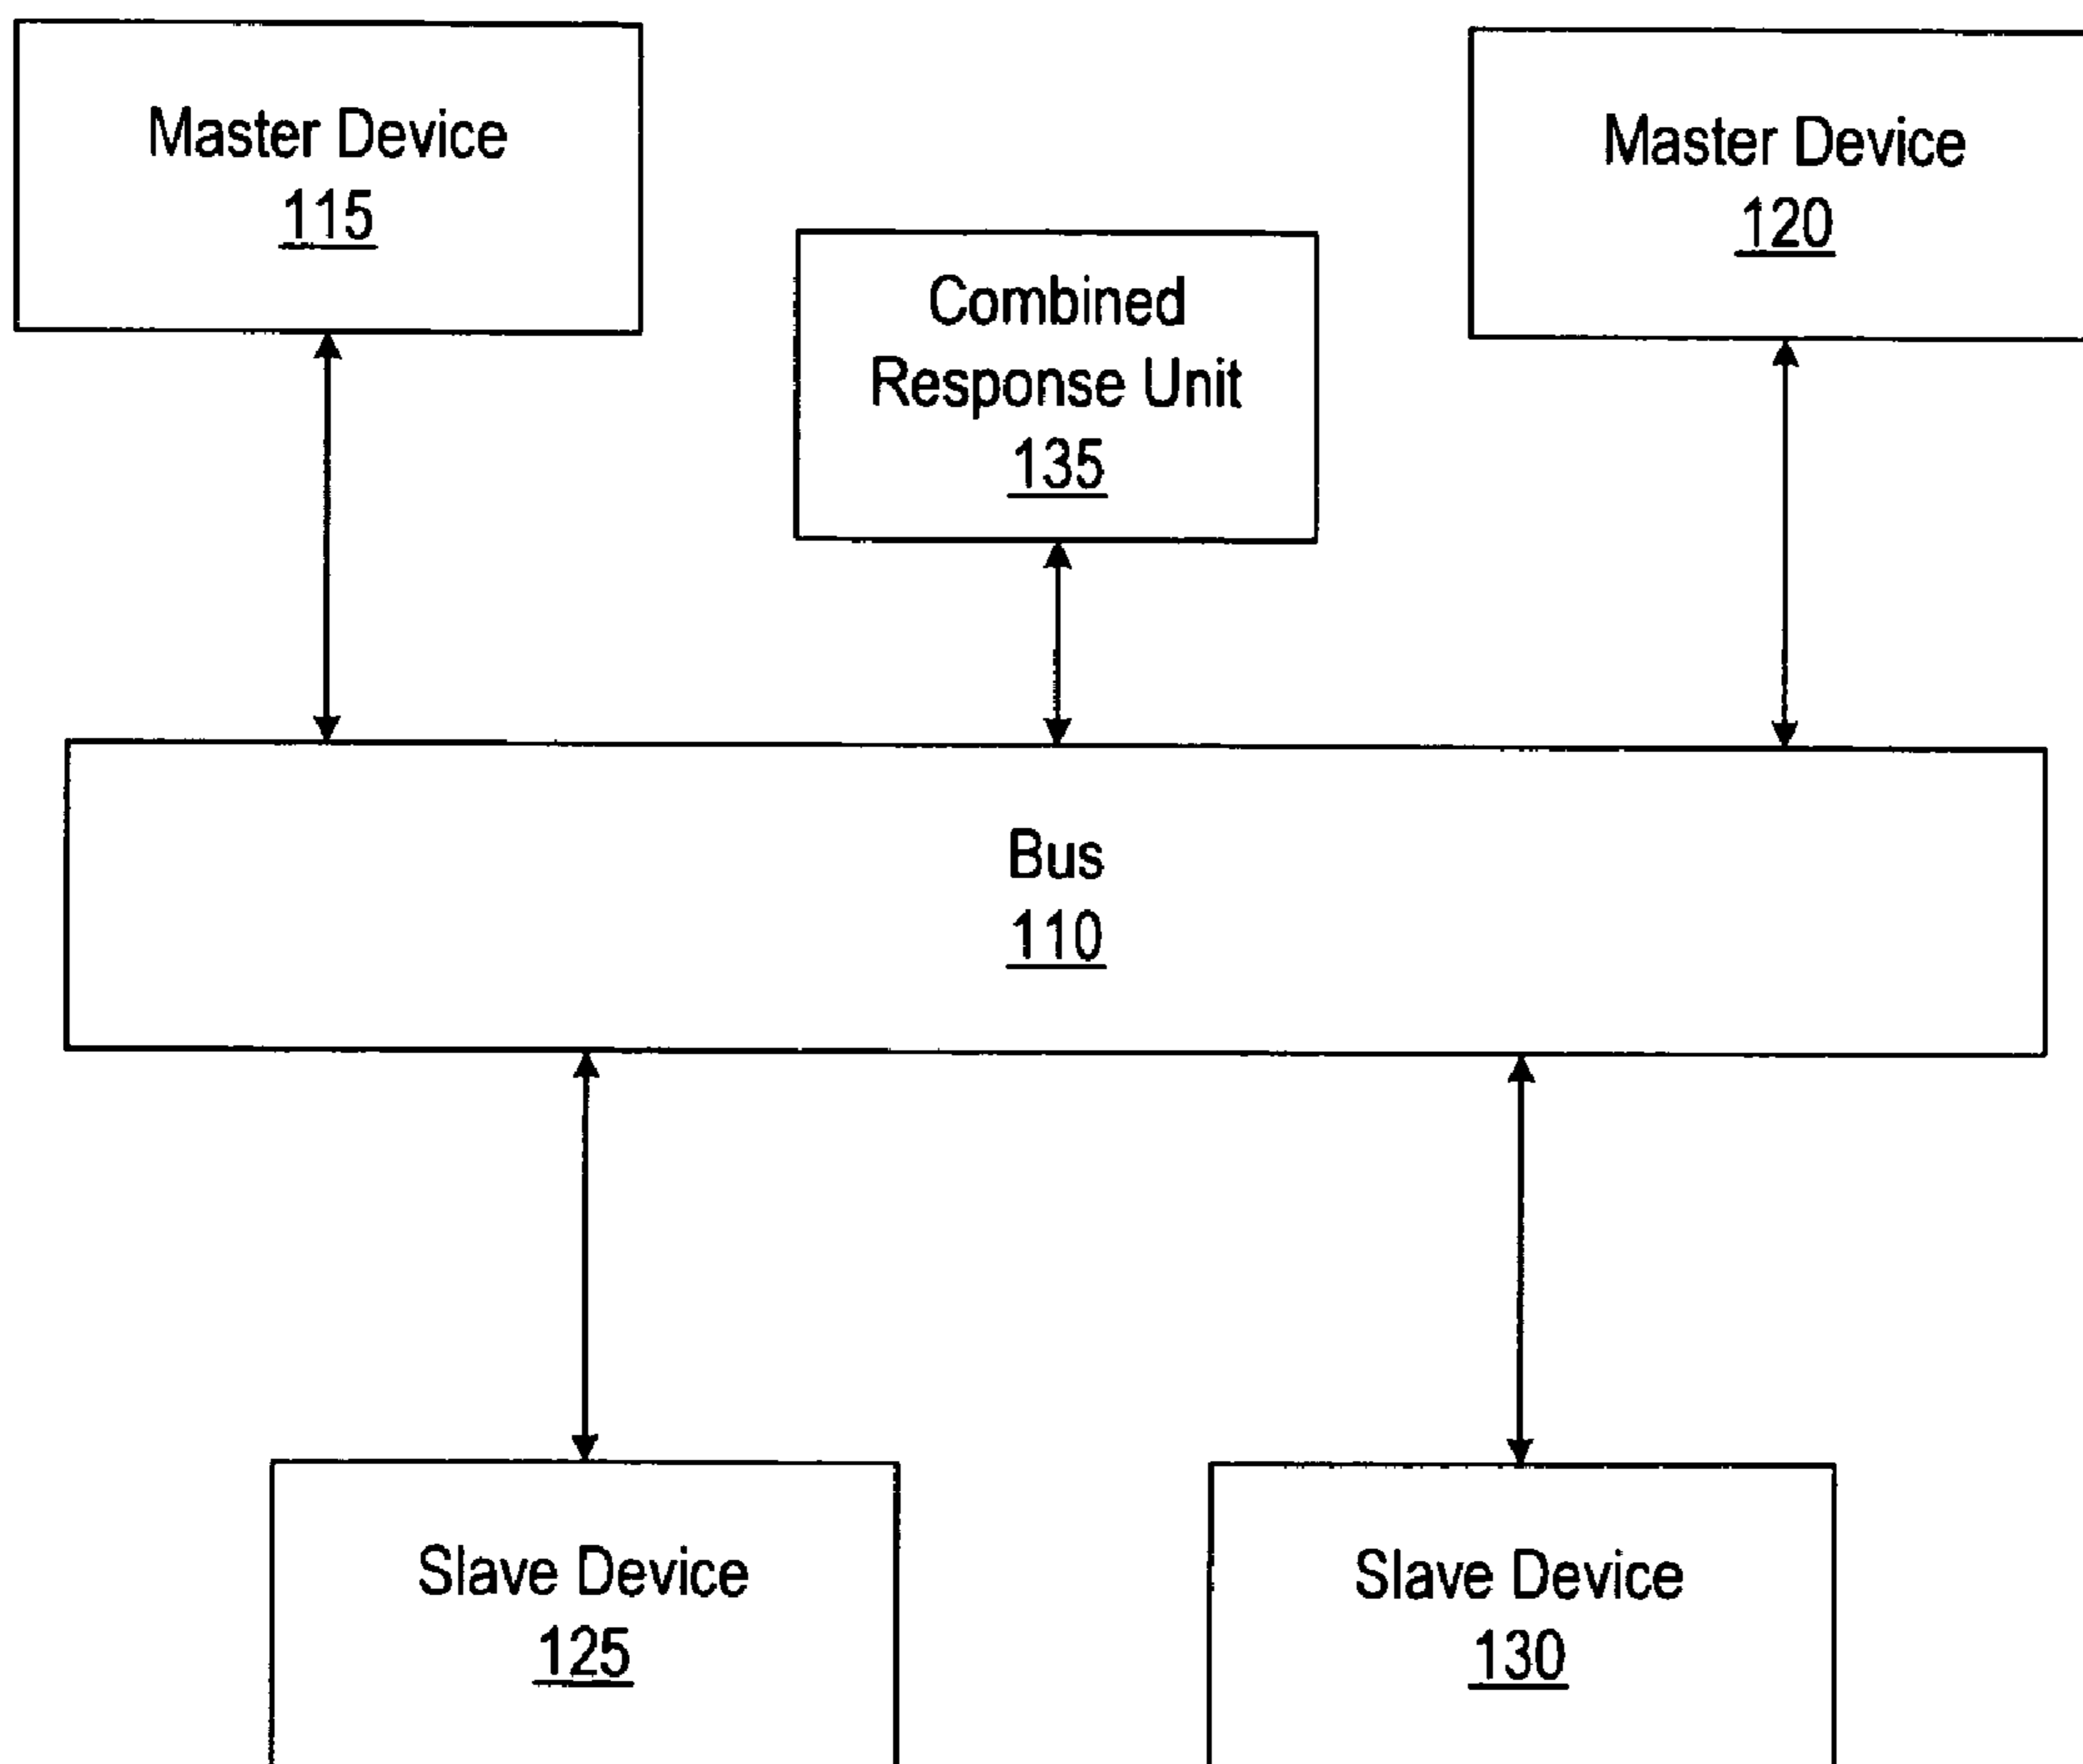 Master Device
115
Master Device
120
Combined
Response Unit
135
Bus
110
Slave Device
125
Slave Device
130